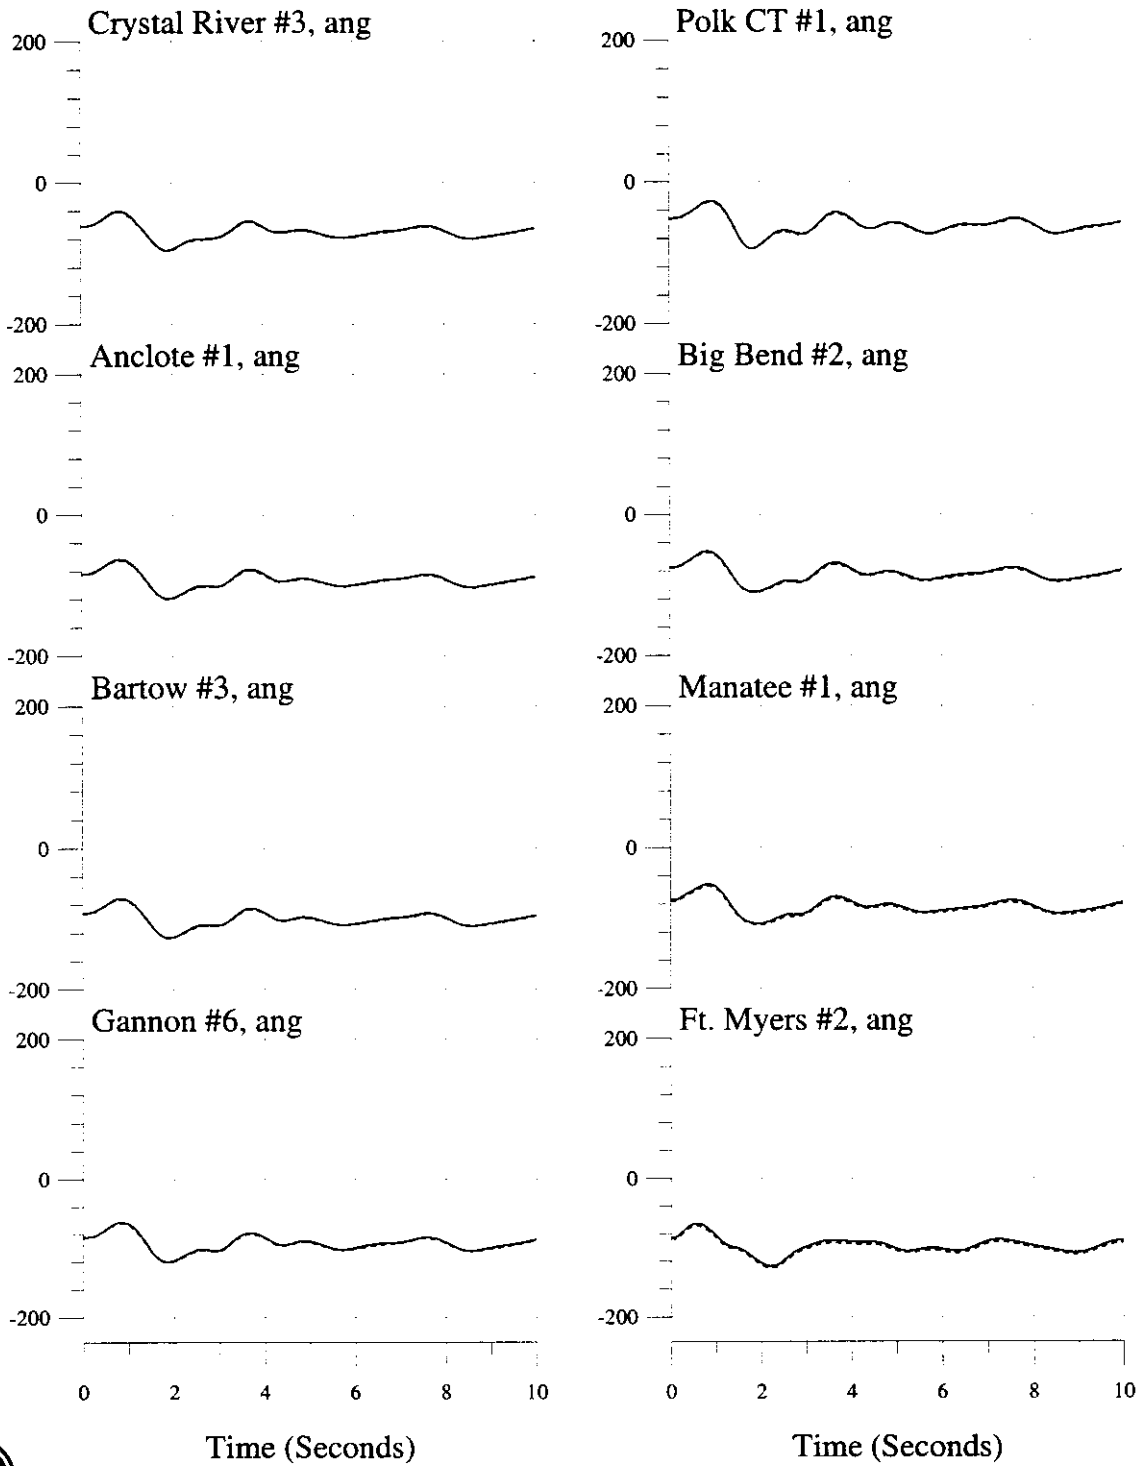 Crystal River #3, ang
200
0
-200
Anclote #1, ang
200
0
-200
Bartow #3, ang
200
0
-200
Gannon #6, ang
200
0
-200
0 2 4 6 8 10
Time (Seconds)
Polk CT #1, ang
200
0
-200
Big Bend #2, ang
200
0
-200
Manatee #1, ang
200
0
-200
Ft. Myers #2, ang
200
0
-200
0 2 4 6 8 10
Time (Seconds)